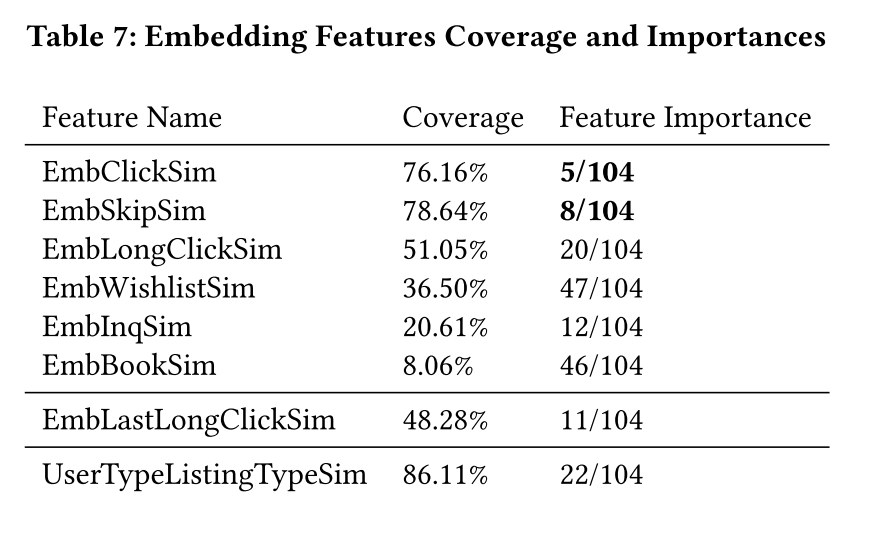 Table 7: Embedding Features Coverage and Importances
Feature Name Coverage Feature Importance
EmbClickSim 76.16% 5/104
EmbSkipSim 78.64% 8/104
EmbLongClickSim 51.05% 20/104
EmbWishlistSim 36.50% 47/104
EmbInqSim 20.61% 12/104
EmbBookSim 8.06% 46/104
EmbLastLongClickSim 48.28% 11/104
UserTypeListingTypeSim 86.11% 22/104